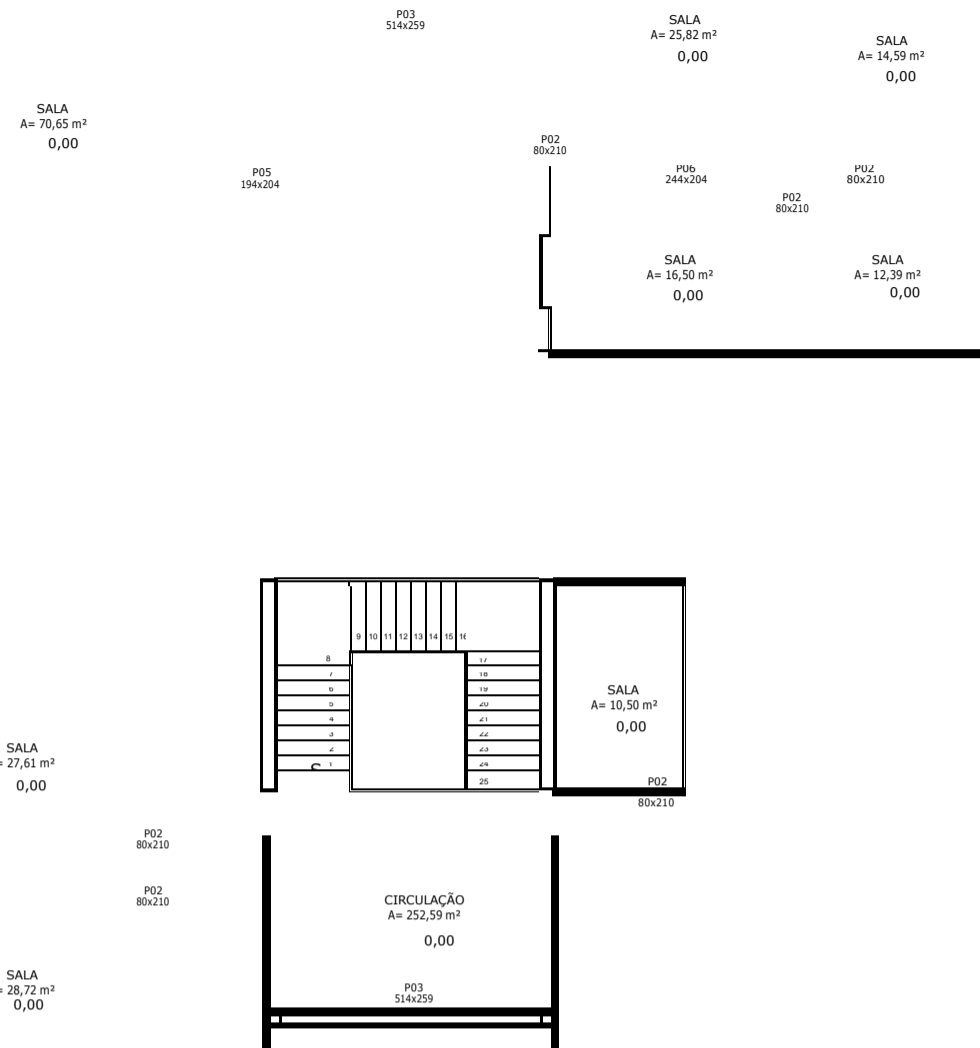 P03
514x259
SALA
A= 25,82 m²
0,00
SALA
A= 14,59 m²
0,00
SALA
A= 70,65 m²
0,00
P02
80x210
P05
194x204
P06
244x204
P02
80x210
P02
80x210
SALA
A= 16,50 m²
0,00
SALA
A= 12,39 m²
0,00
9 10 11 12 13 14 15 16
8
7
6
5
4
3
2
1
S
17
18
19
20
21
22
23
24
25
SALA
A= 10,50 m²
0,00
P02
80x210
SALA
= 27,61 m²
0,00
P02
80x210
P02
80x210
CIRCULAÇÃO
A= 252,59 m²
0,00
SALA
= 28,72 m²
0,00
P03
514x259